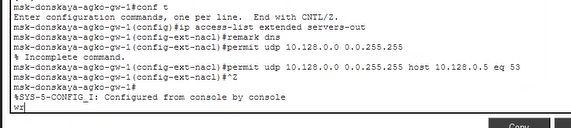 msk-donskaya-agko-gw-1#conf t
Enter configuration commands, one per line.  End with CNTL/Z.
msk-donskaya-agko-gw-1(config)#ip access-list extended servers-out
msk-donskaya-agko-gw-1(config-ext-nacl)#remark dns
msk-donskaya-agko-gw-1(config-ext-nacl)#permit udp 10.128.0.0 0.0.255.255
% Incomplete command.
msk-donskaya-agko-gw-1(config-ext-nacl)#permit udp 10.128.0.0 0.0.255.255 host 10.128.0.5 eq 53
msk-donskaya-agko-gw-1(config-ext-nacl)#^Z
msk-donskaya-agko-gw-1#
%SYS-5-CONFIG_I: Configured from console by console
wr
Copy